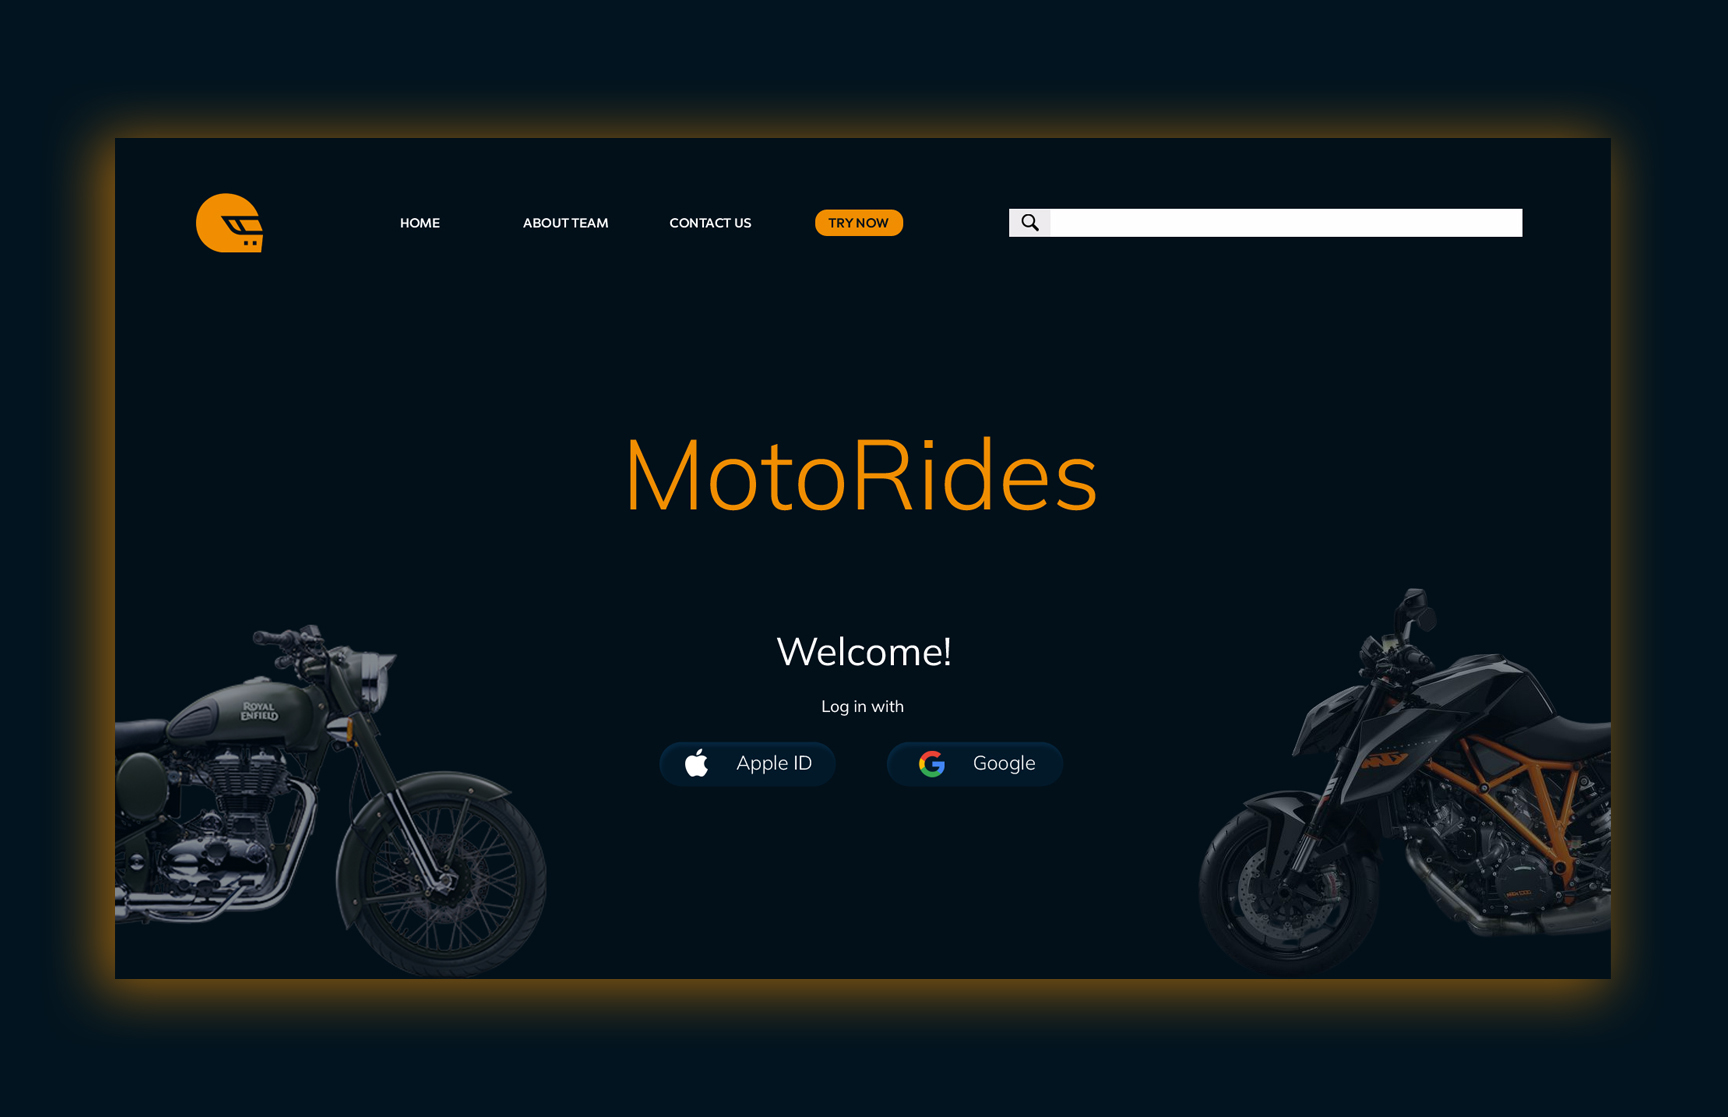 HOME
ABOUT TEAM
CONTACT US
TRY NOW
MotoRides
Welcome!
Log in with
Apple ID
Google
ROYAL
ENFIELD